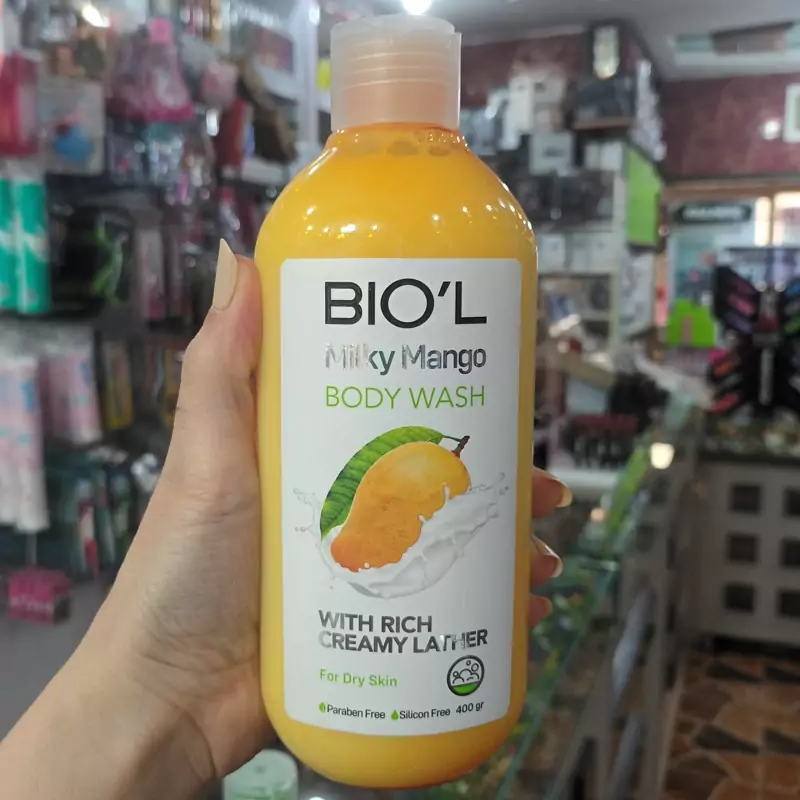 BIO'L
Milky Mango
BODY WASH
WITH RICH
CREAMY LATHER
For Dry Skin
Paraben Free Silicon Free 400 gr